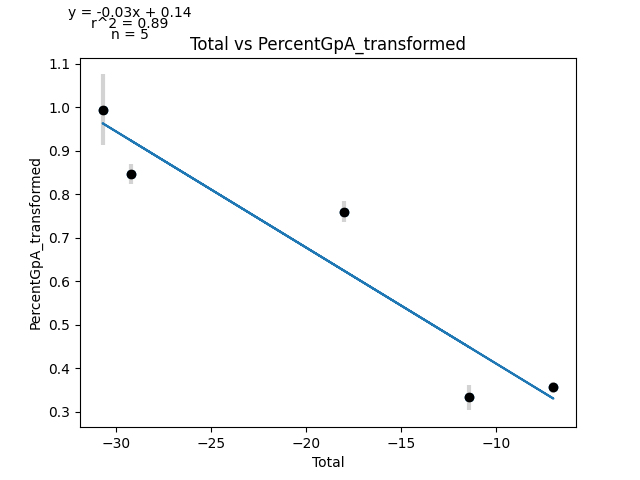 y = -0.03x + 0.14
r^2 = 0.89
n = 5
Total vs PercentGpA_transformed
PercentGpA_transformed
1.1
1.0
0.9
0.8
0.7
0.6
0.5
0.4
0.3
−30
−25
−20
−15
−10
Total